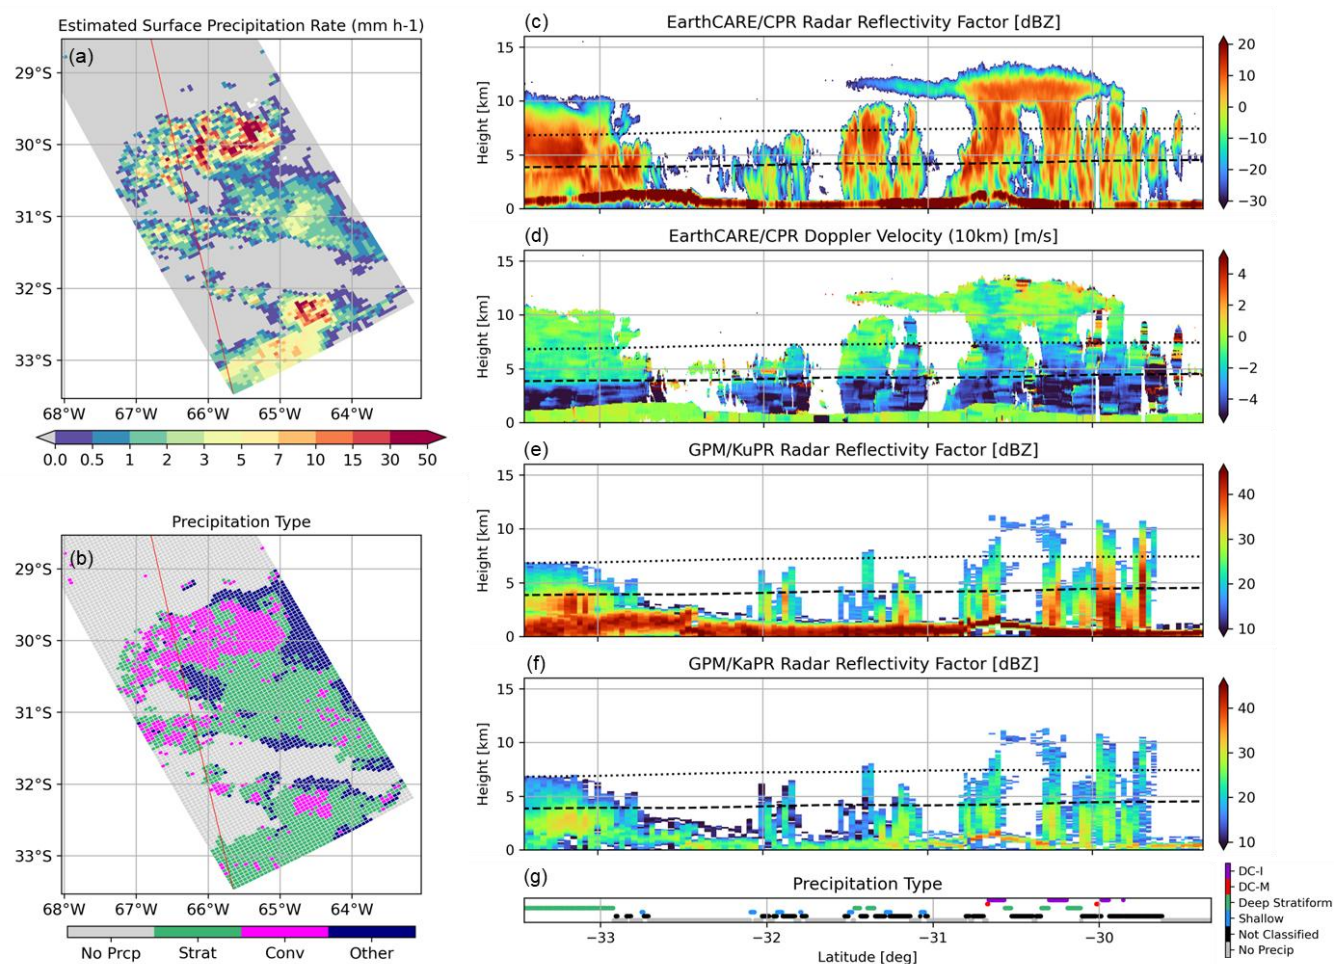 Estimated Surface Precipitation Rate (mm h-1)
(a)
29°S
30°S
31°S
32°S
33°S
68°W 67°W 66°W 65°W 64°W
0.0 0.5 1 2 3 5 7 10 15 30 50
Precipitation Type
(b)
29°S
30°S
31°S
32°S
33°S
68°W 67°W 66°W 65°W 64°W
No Prcp Strat Conv Other
(c) EarthCARE/CPR Radar Reflectivity Factor [dBZ]
Height [km]
15
10
5
0
20
10
0
−10
−20
−30
(d) EarthCARE/CPR Doppler Velocity (10km) [m/s]
Height [km]
15
10
5
0
4
2
0
−2
−4
(e) GPM/KuPR Radar Reflectivity Factor [dBZ]
Height [km]
15
10
5
0
40
30
20
10
(f) GPM/KaPR Radar Reflectivity Factor [dBZ]
Height [km]
15
10
5
0
40
30
20
10
(g) Precipitation Type
DC-I
DC-M
Deep Stratiform
Shallow
Not Classified
No Precip
−33 −32 −31 −30
Latitude [deg]